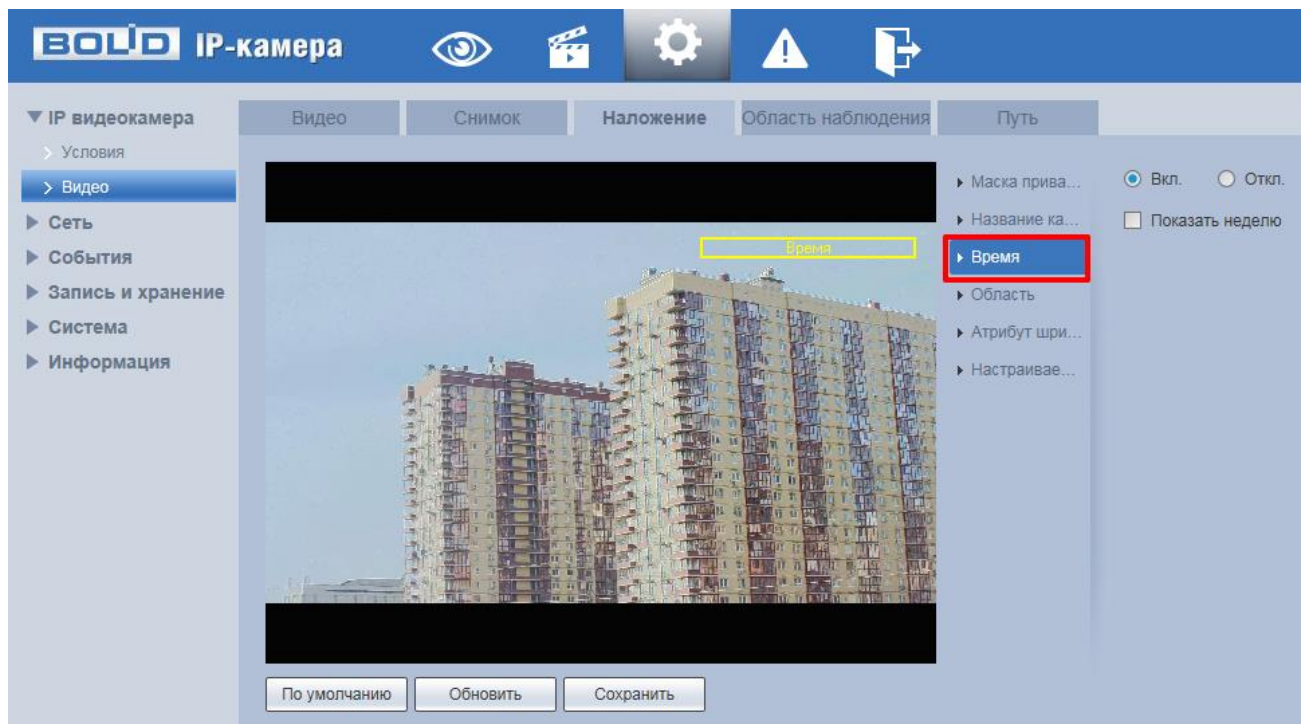 BOLID IP-камера
IP видеокамера
Условия
Видео
Сеть
События
Запись и хранение
Система
Информация
Видео
Снимок
Наложение
Область наблюдения
Путь
Время
Маска прива...
Название ка...
Время
Область
Атрибут шри...
Настраивае...
Вкл.
Откл.
Показать неделю
По умолчанию
Обновить
Сохранить